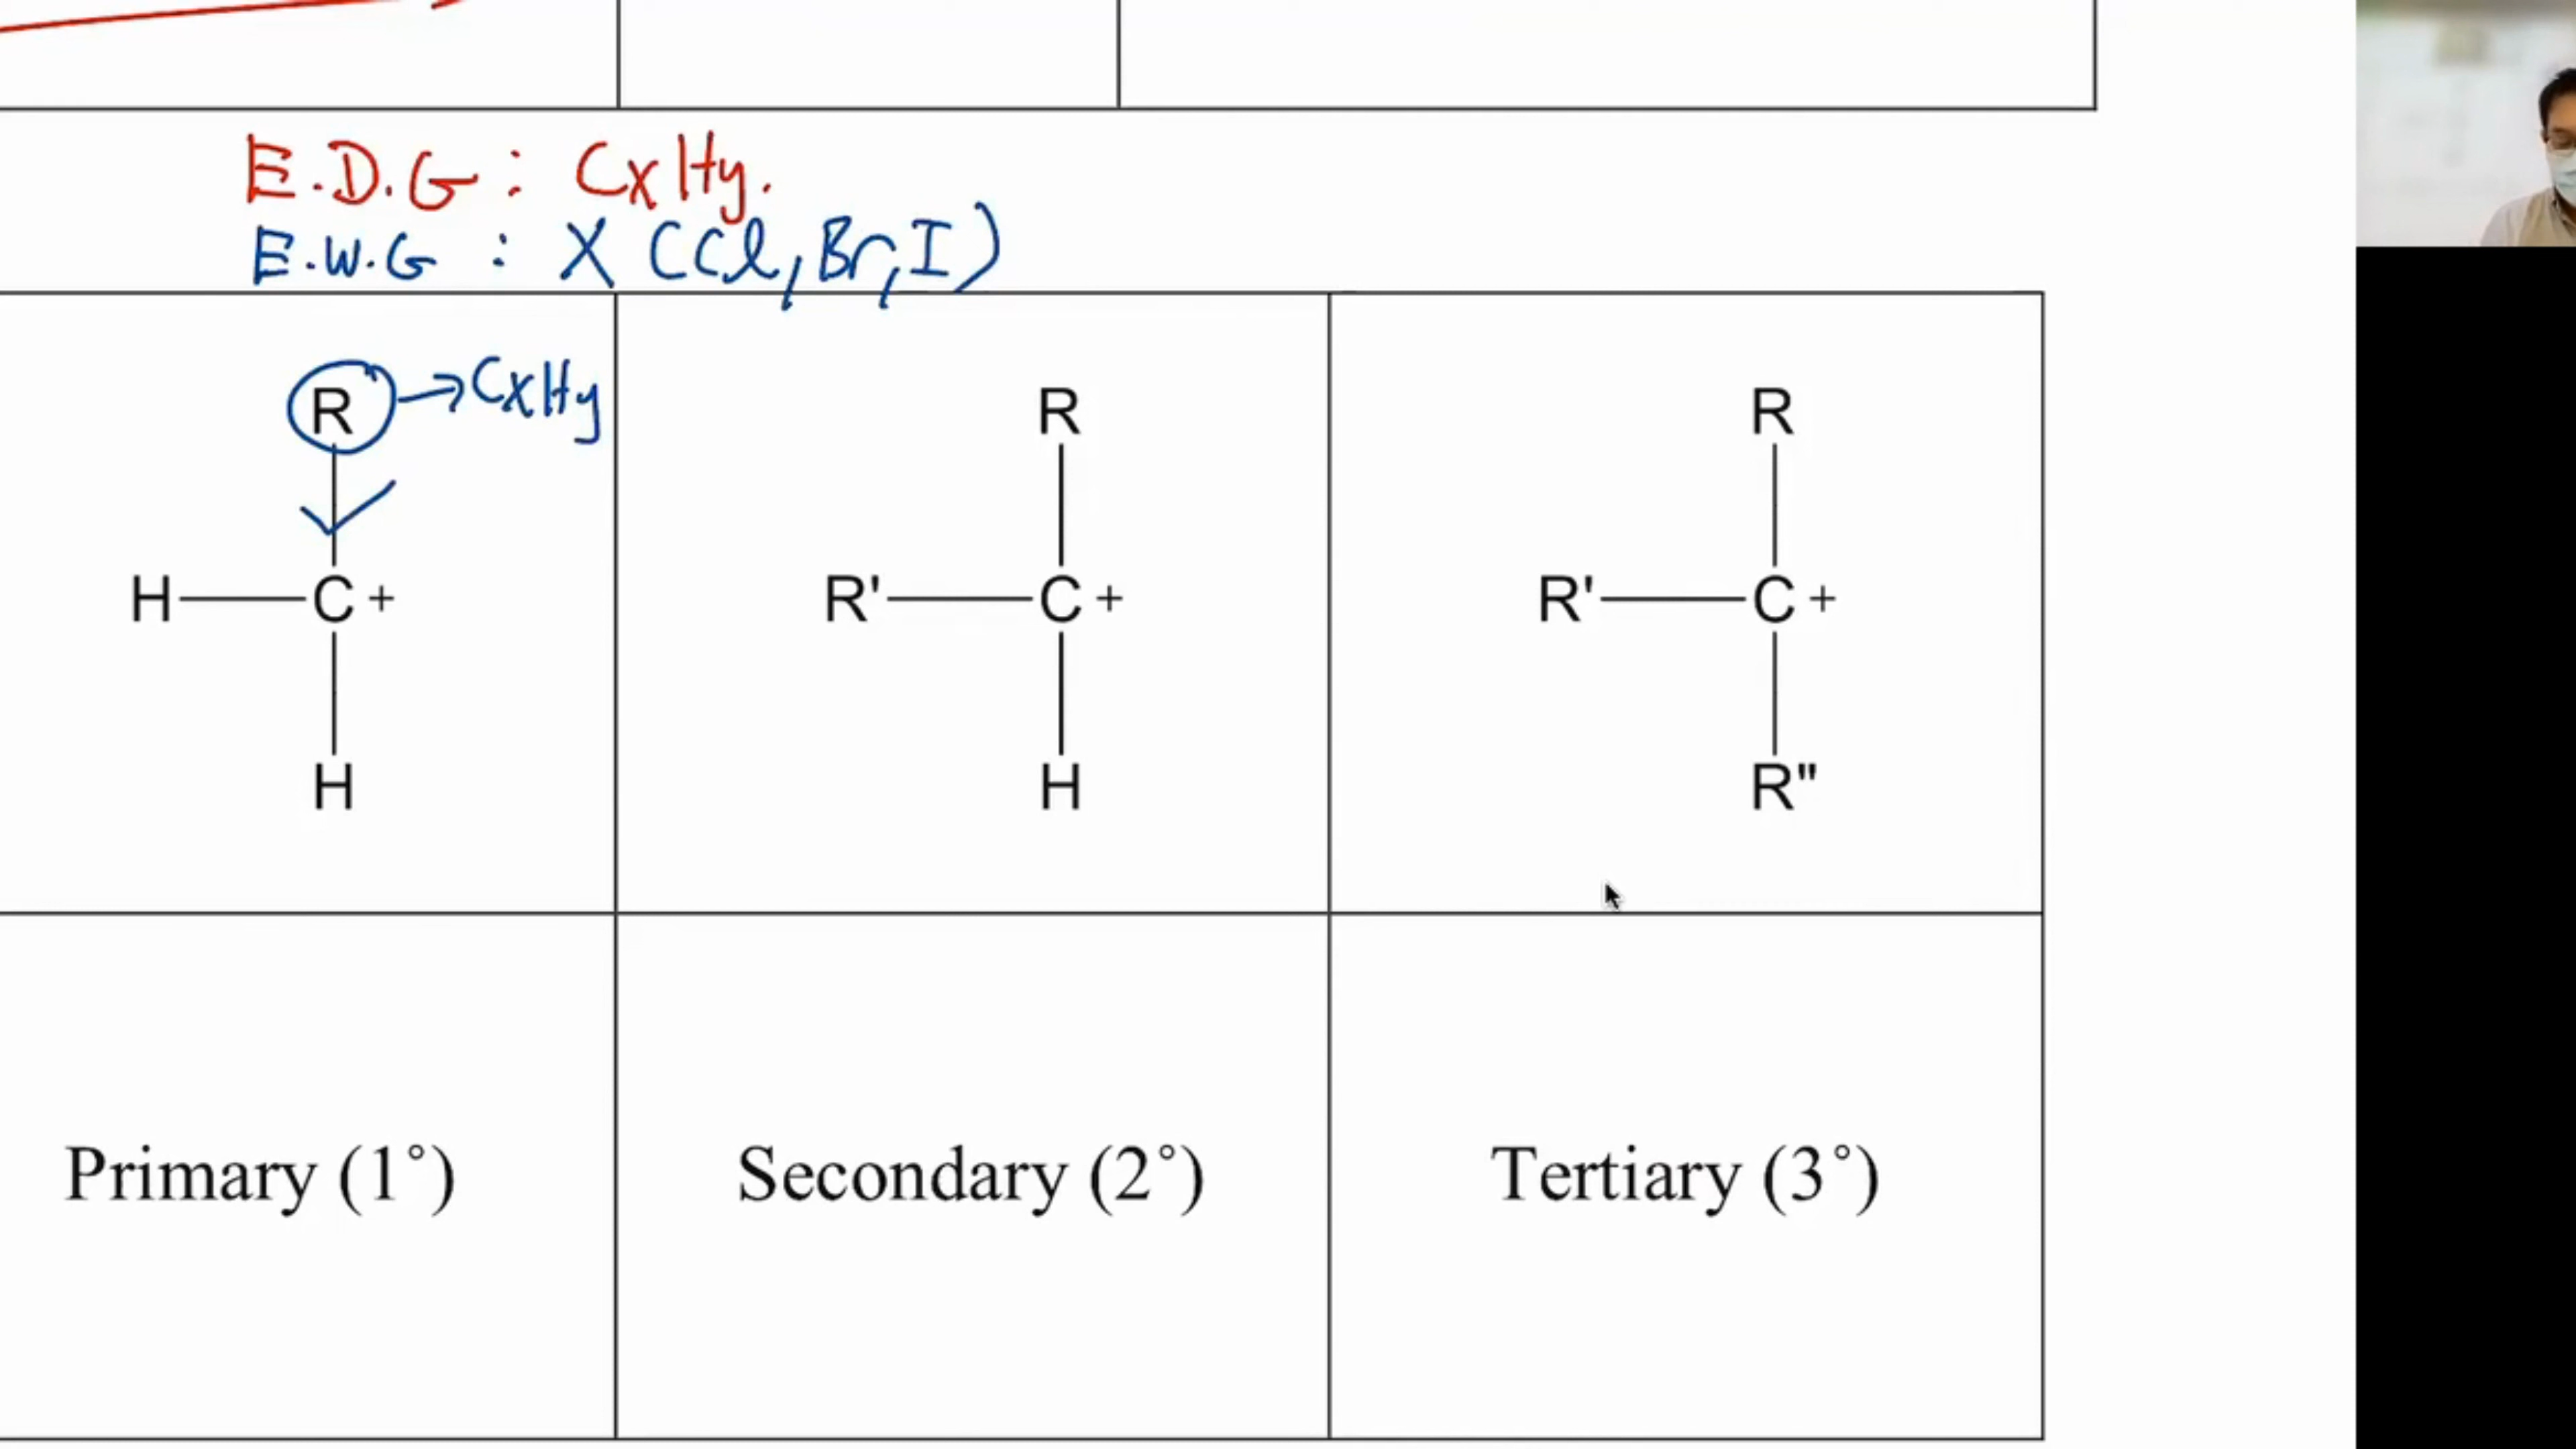 E.D.G : CxHy.
E.W.G : X (Cl, Br, I)
R → CxHy
H C +
H
R
R' C +
H
R
R' C +
R"
Primary (1°)
Secondary (2°)
Tertiary (3°)